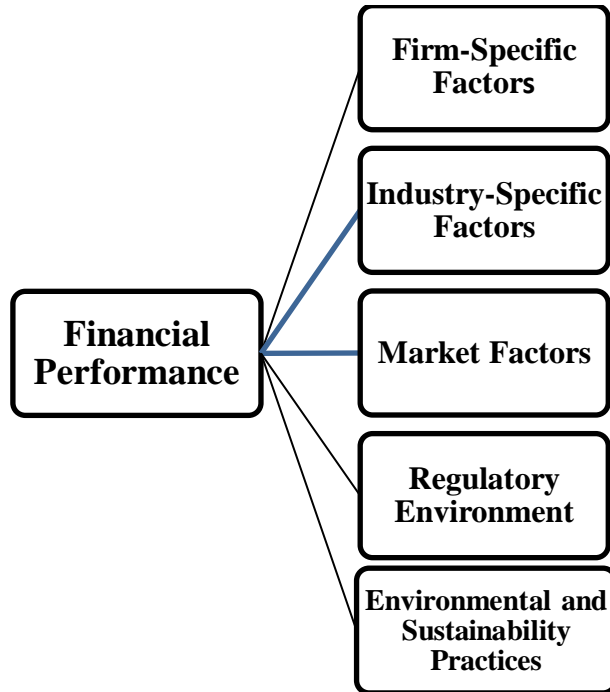 Firm-Specific
Factors
Industry-Specific
Factors
Financial
Performance
Market Factors
Regulatory
Environment
Environmental and
Sustainability
Practices